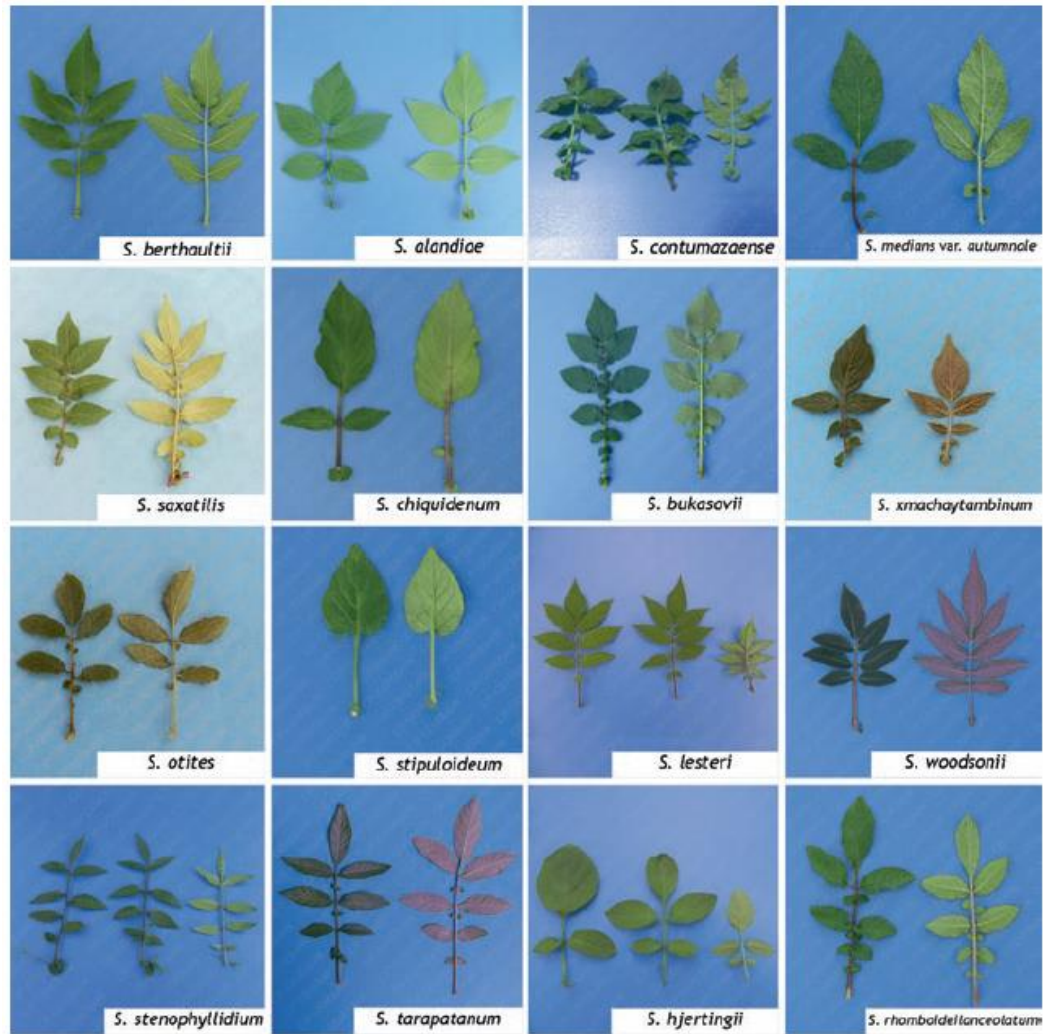 S. berthaultii
S. alandiae
S. contumazaense
S. medians var. autumnale
S. saxatilis
S. chiquidenum
S. bukasovii
S. xmachaytambinum
S. otites
S. stipuloideum
S. lesteri
S. woodsonii
S. stenophyllidium
S. tarapatanum
S. hjertingii
S. rhomboideilanceolatum